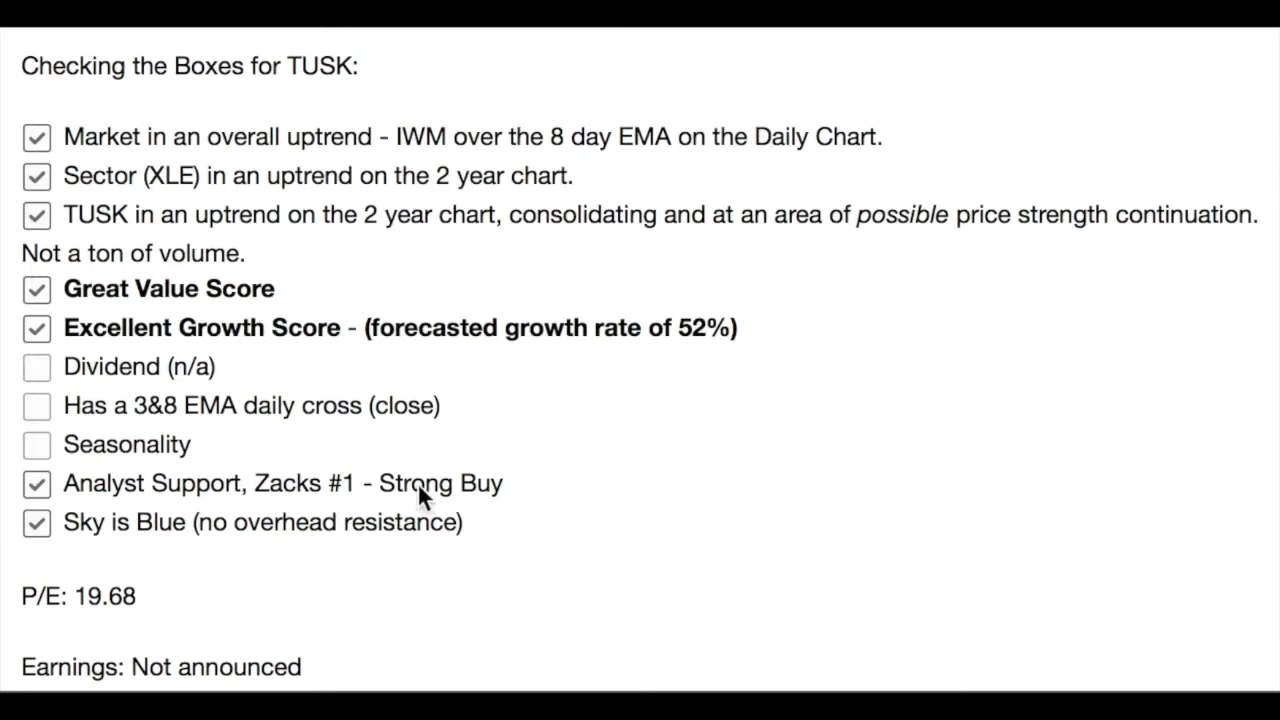 Checking the Boxes for TUSK:
Market in an overall uptrend - IWM over the 8 day EMA on the Daily Chart.
Sector (XLE) in an uptrend on the 2 year chart.
TUSK in an uptrend on the 2 year chart, consolidating and at an area of possible price strength continuation.
Not a ton of volume.
Great Value Score
Excellent Growth Score - (forecasted growth rate of 52%)
Dividend (n/a)
Has a 3&8 EMA daily cross (close)
Seasonality
Analyst Support, Zacks #1 - Strong Buy
Sky is Blue (no overhead resistance)
P/E: 19.68
Earnings: Not announced